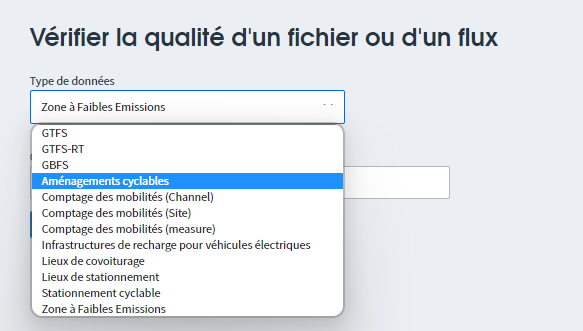 Vérifier la qualité d'un fichier ou d'un flux
Type de données
Zone à Faibles Emissions
GTFS
GTFS-RT
GBFS
Aménagements cyclables
Comptage des mobilités (Channel)
Comptage des mobilités (Site)
Comptage des mobilités (measure)
Infrastructures de recharge pour véhicules électriques
Lieux de covoiturage
Lieux de stationnement
Stationnement cyclable
Zone à Faibles Emissions